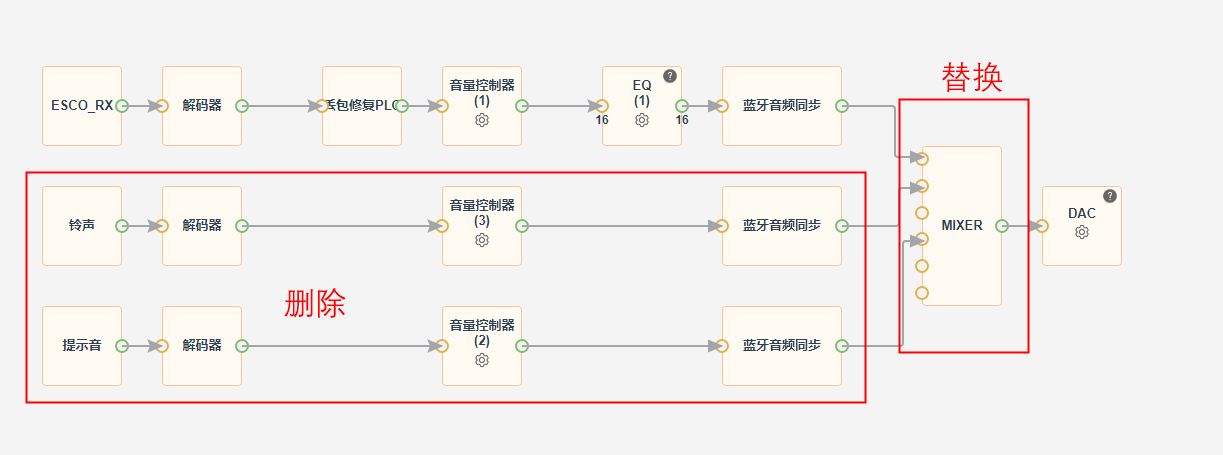 替换
ESCO_RX
解码器
丢包修复PLC
音量控制器
(1)
EQ
(1)
?
16
16
蓝牙音频同步
铃声
解码器
音量控制器
(3)
蓝牙音频同步
MIXER
DAC
?
删除
提示音
解码器
音量控制器
(2)
蓝牙音频同步